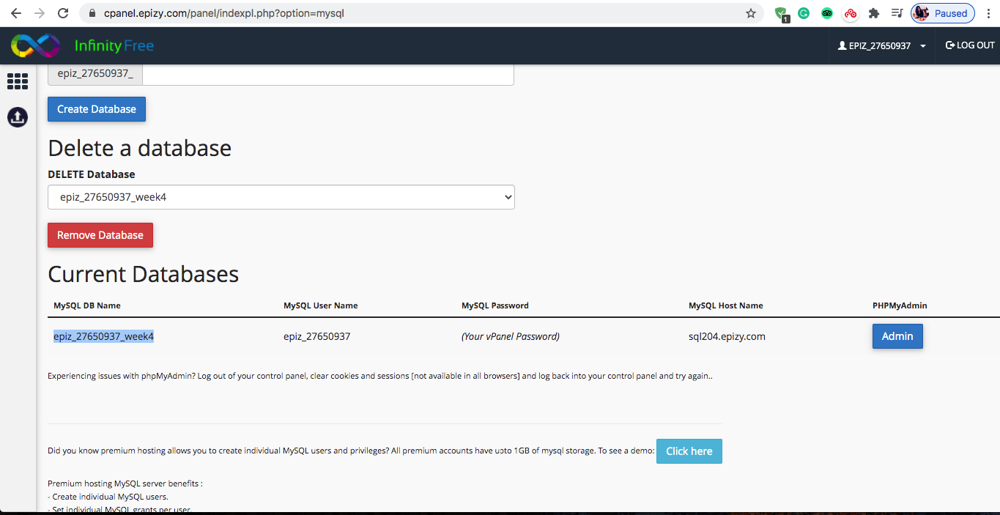 cpanel.epizy.com/panel/indexpl.php?option=mysql
1
Paused
InfinityFree
EPIZ_27650937
LOG OUT
epiz_27650937_
Create Database
Delete a database
DELETE Database
epiz_27650937_week4
Remove Database
Current Databases
MySQL DB Name MySQL User Name MySQL Password MySQL Host Name PHPMyAdmin
epiz_27650937_week4 epiz_27650937 (Your vPanel Password) sql204.epizy.com Admin
Experiencing issues with phpMyAdmin? Log out of your control panel, clear cookies and sessions [not available in all browsers] and log back into your control panel and try again..
Did you know premium hosting allows you to create individual MySQL users and privileges? All premium accounts have upto 1GB of mysql storage. To see a demo: Click here
Premium hosting MySQL server benefits :
- Create individual MySQL users.
- Set individual MySQL grants per user.